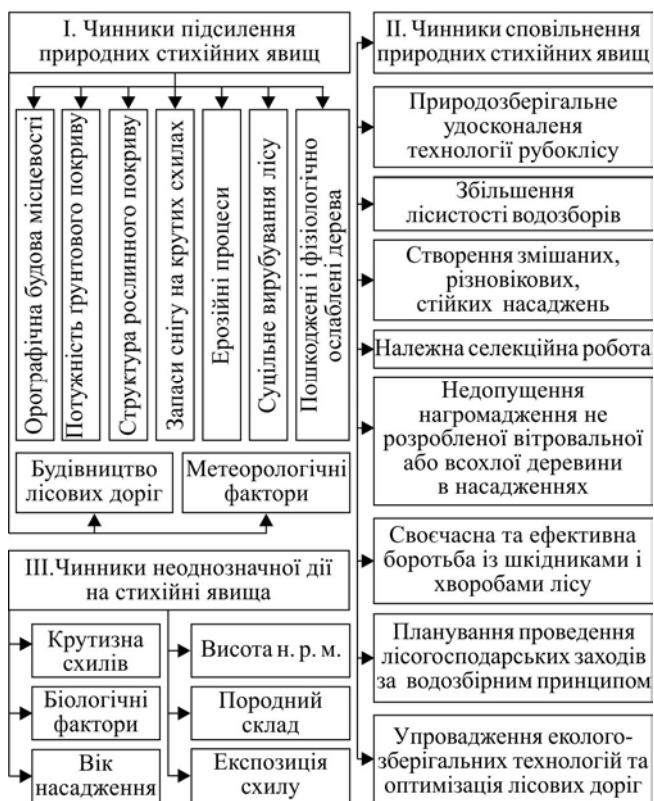 І. Чинники підсилення
природних стихійних явищ
Орографічна будова місцевості
Потужність ґрунтового покриву
Структура рослинного покриву
Запаси снігу на крутих схилах
Ерозійні процеси
Суцільне вирубування лісу
Пошкоджені і фізіологічно
ослаблені дерева
Будівництво
лісових доріг
Метеорологічні
фактори
ІІІ.Чинники неоднозначної дії
на стихійні явища
Крутизна
схилів
Біологічні
фактори
Вік
насадження
Висота н. р. м.
Породний
склад
Експозиція
схилу
ІІ. Чинники сповільнення
природних стихійних явищ
Природозберігальне
удосконаленя
технології рубоклісу
Збільшення
лісистості водозборів
Створення змішаних,
різновікових,
стійких насаджень
Належна селекційна робота
Недопущення
нагромадження не
розробленої вітровальної
або всохлої деревини
в насадженнях
Своєчасна та ефективна
боротьба із шкідниками і
хворобами лісу
Планування проведення
лісогосподарських заходів
за водозбірним принципом
Упровадження еколого-
зберігальних технологій та
оптимізація лісових доріг